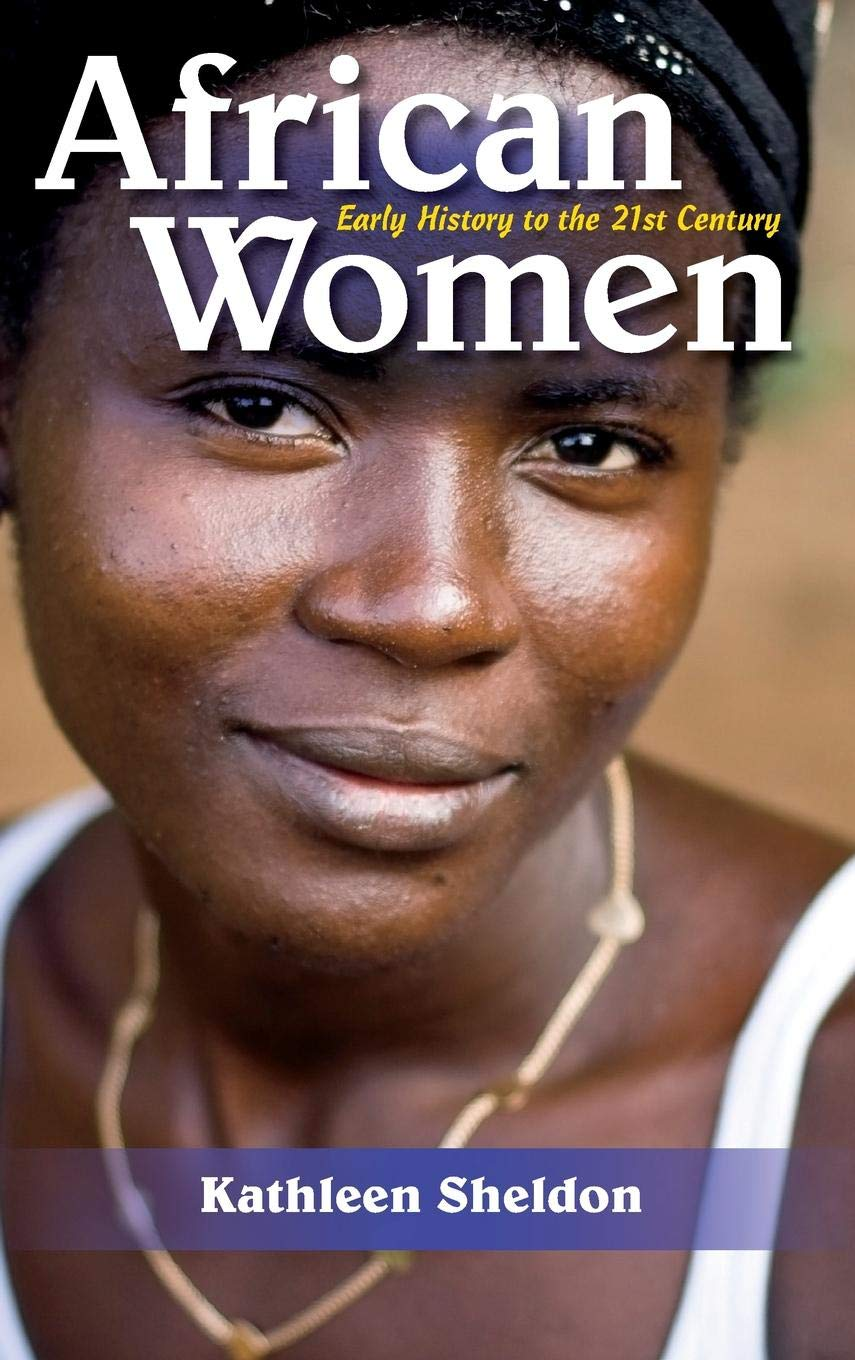 African
Early History to the 21st Century
Women
Kathleen Sheldon